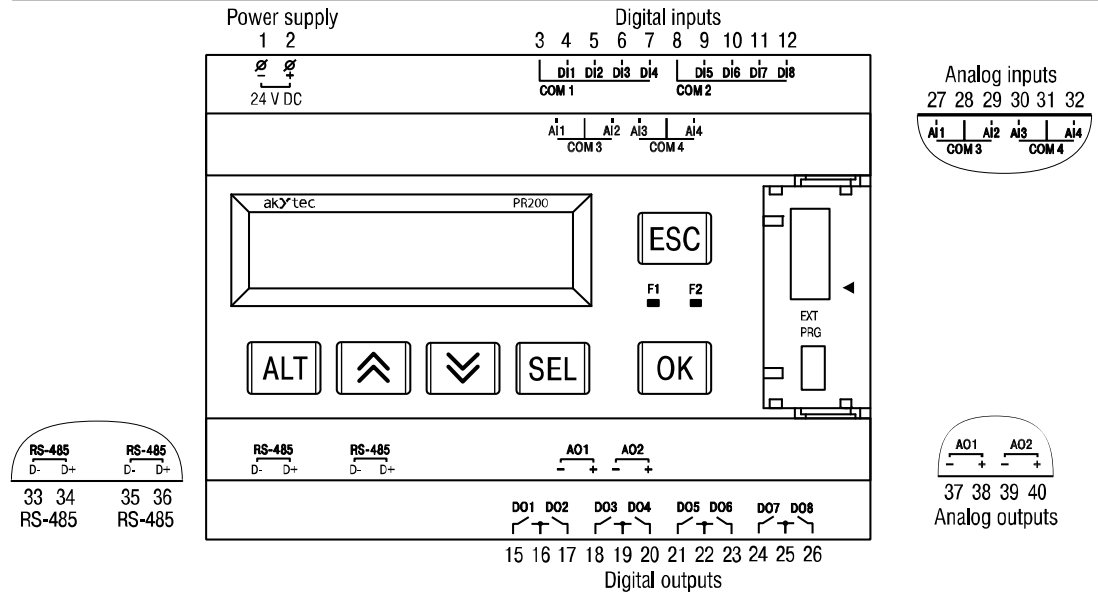 Power supply
1 2
- +
24 V DC
Digital inputs
3 4 5 6 7 8 9 10 11 12
DI1 DI2 DI3 DI4 DI5 DI6 DI7 DI8
COM 1 COM 2
AI1 AI2 AI3 AI4
COM 3 COM 4
Analog inputs
27 28 29 30 31 32
AI1 AI2 AI3 AI4
COM 3 COM 4
akYtec PR200
ESC
F1 F2
EXT
PRG
ALT SEL OK
RS-485 RS-485
D- D+ D- D+
33 34 35 36
RS-485 RS-485
RS-485 RS-485
D- D+ D- D+
AO1 AO2
- + - +
AO1 AO2
- + - +
37 38 39 40
Analog outputs
DO1 DO2 DO3 DO4 DO5 DO6 DO7 DO8
15 16 17 18 19 20 21 22 23 24 25 26
Digital outputs